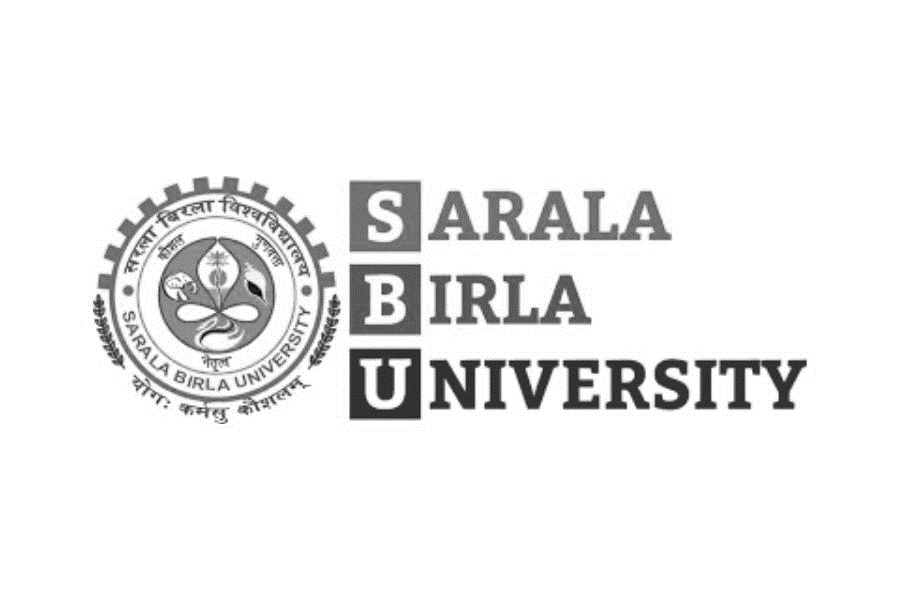 सरला बिरला विश्वविद्यालय
कौशल
गुणवत्ता
नेतृत्व
SARALA BIRLA UNIVERSITY
योगः कर्मसु कौशलम्
SARALA
BIRLA
UNIVERSITY